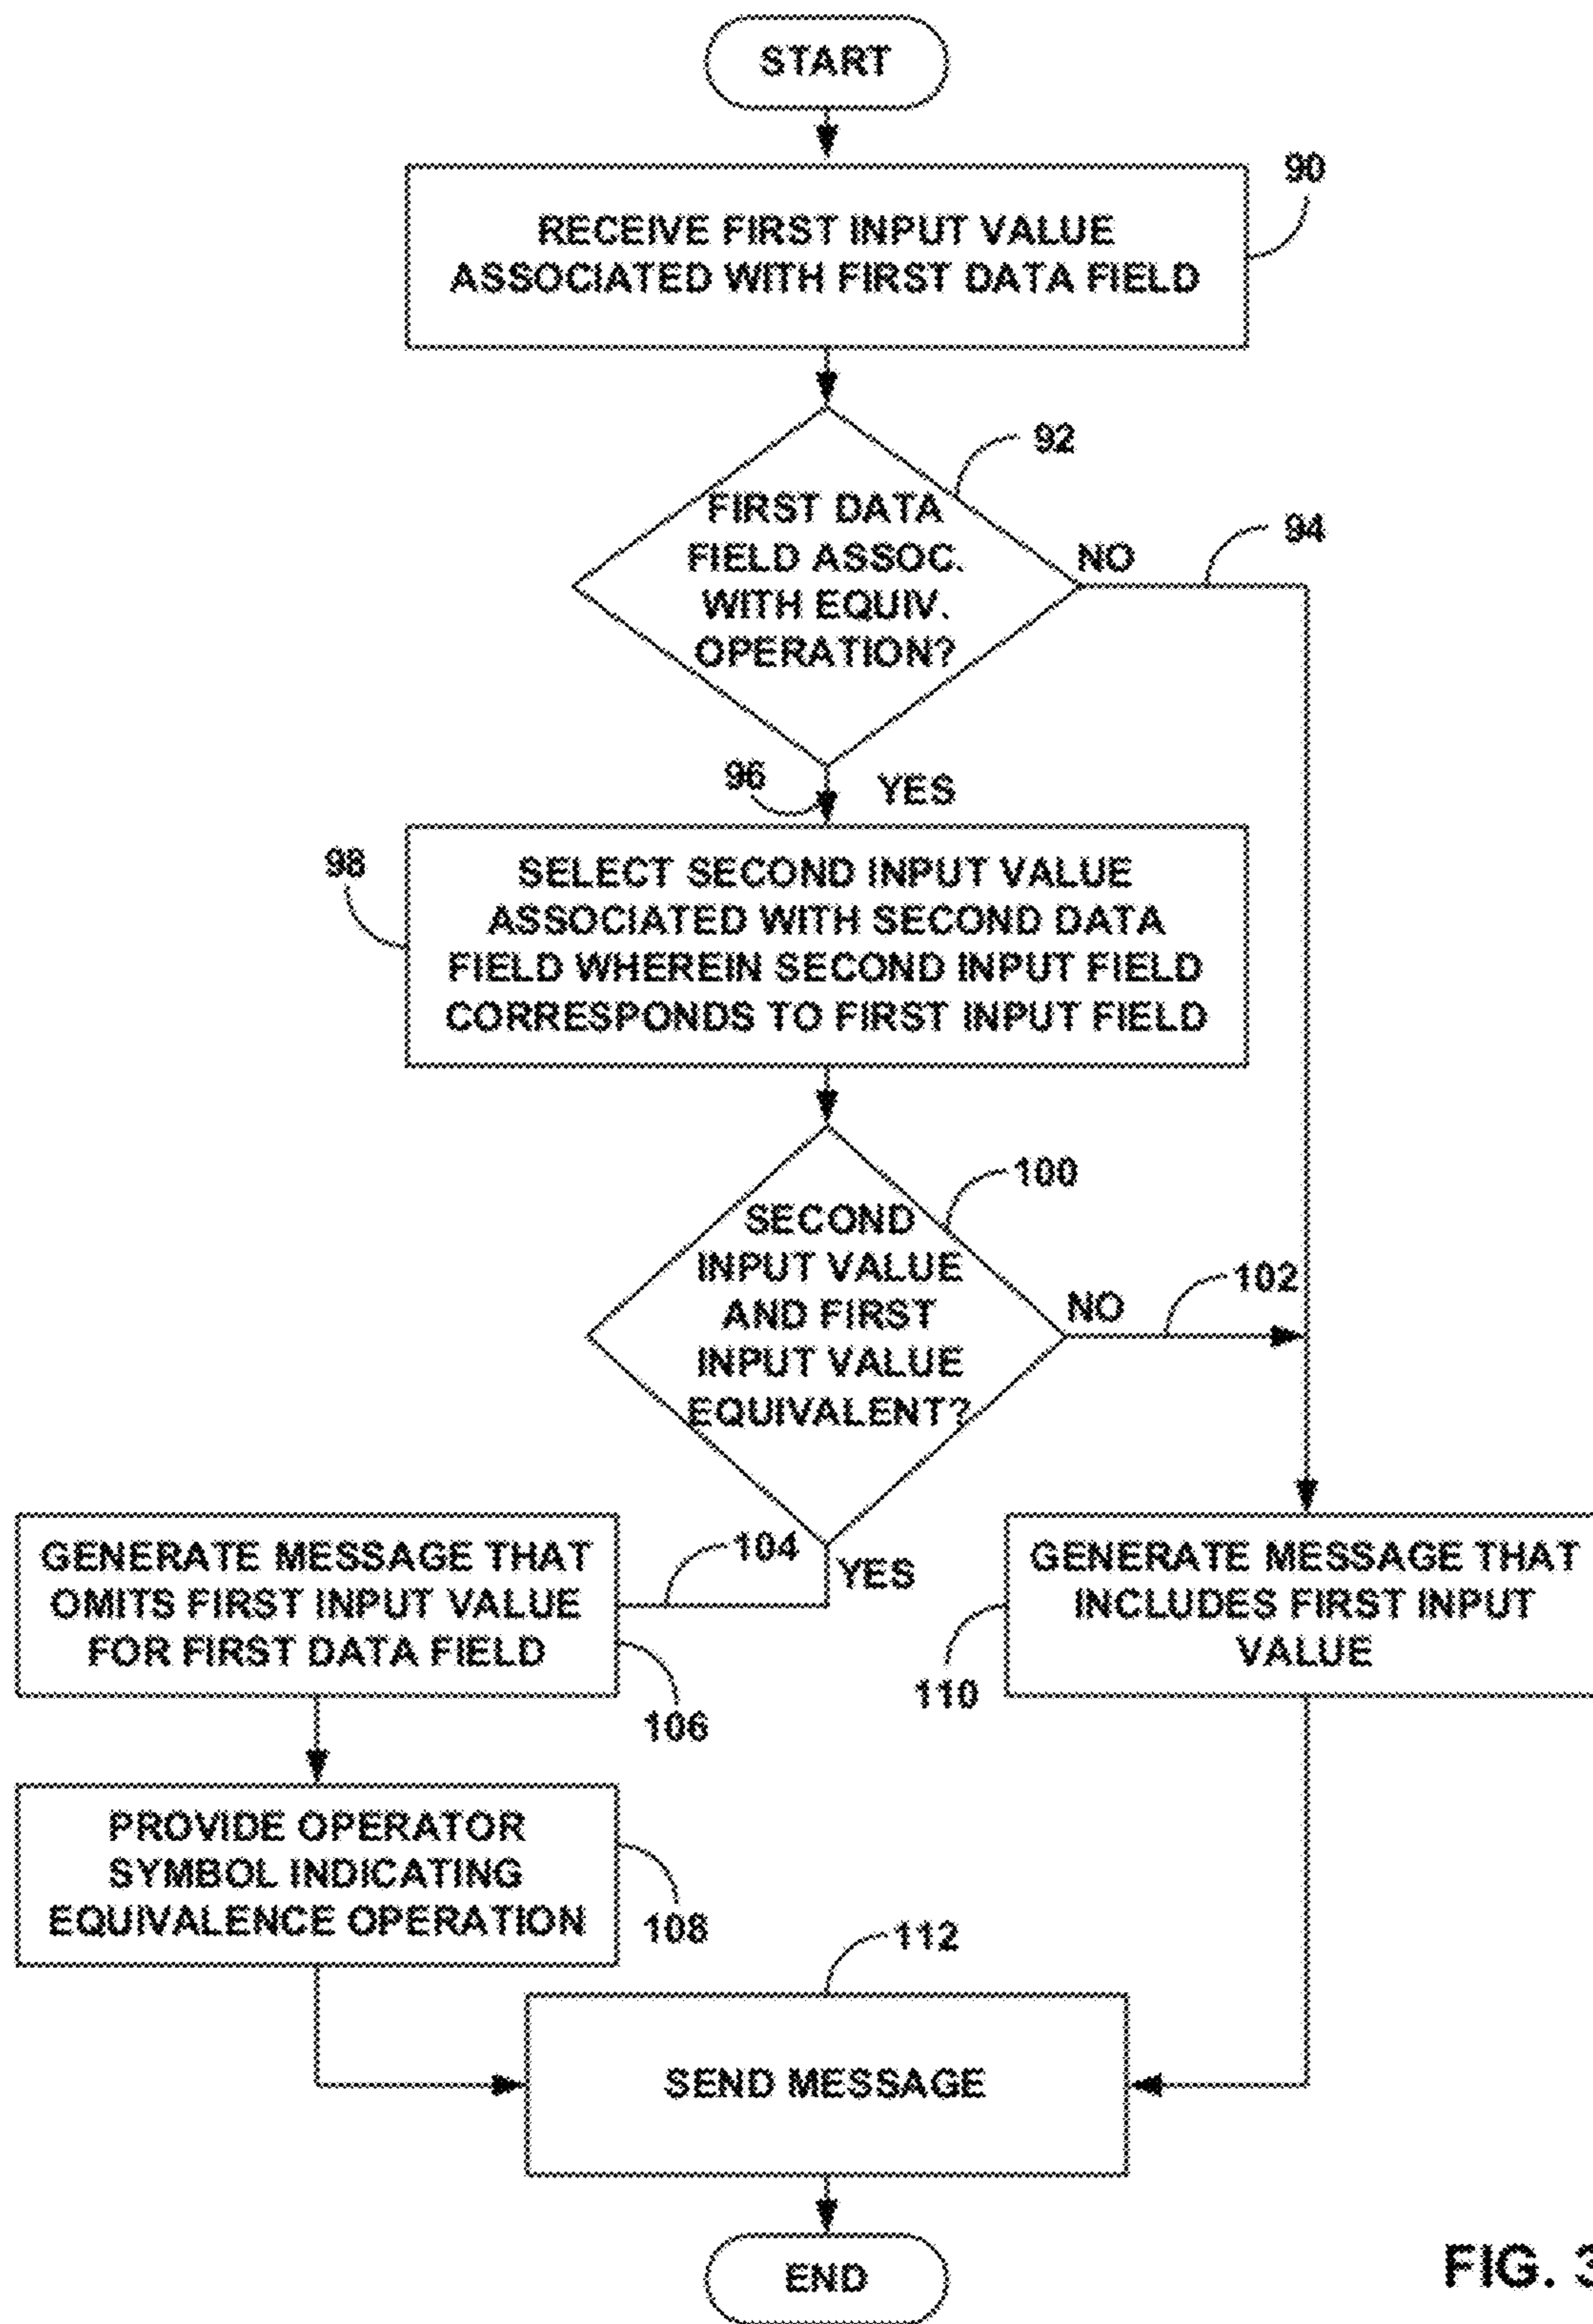 START
90
RECEIVE FIRST INPUT VALUE
ASSOCIATED WITH FIRST DATA FIELD
92
FIRST DATA
FIELD ASSOC.
WITH EQUIV.
OPERATION?
NO
94
96
YES
98
SELECT SECOND INPUT VALUE
ASSOCIATED WITH SECOND DATA
FIELD WHEREIN SECOND INPUT FIELD
CORRESPONDS TO FIRST INPUT FIELD
100
SECOND
INPUT VALUE
AND FIRST
INPUT VALUE
EQUIVALENT?
NO
102
104
YES
GENERATE MESSAGE THAT
OMITS FIRST INPUT VALUE
FOR FIRST DATA FIELD
106
GENERATE MESSAGE THAT
INCLUDES FIRST INPUT
VALUE
110
PROVIDE OPERATOR
SYMBOL INDICATING
EQUIVALENCE OPERATION
108
112
SEND MESSAGE
END
FIG. 3